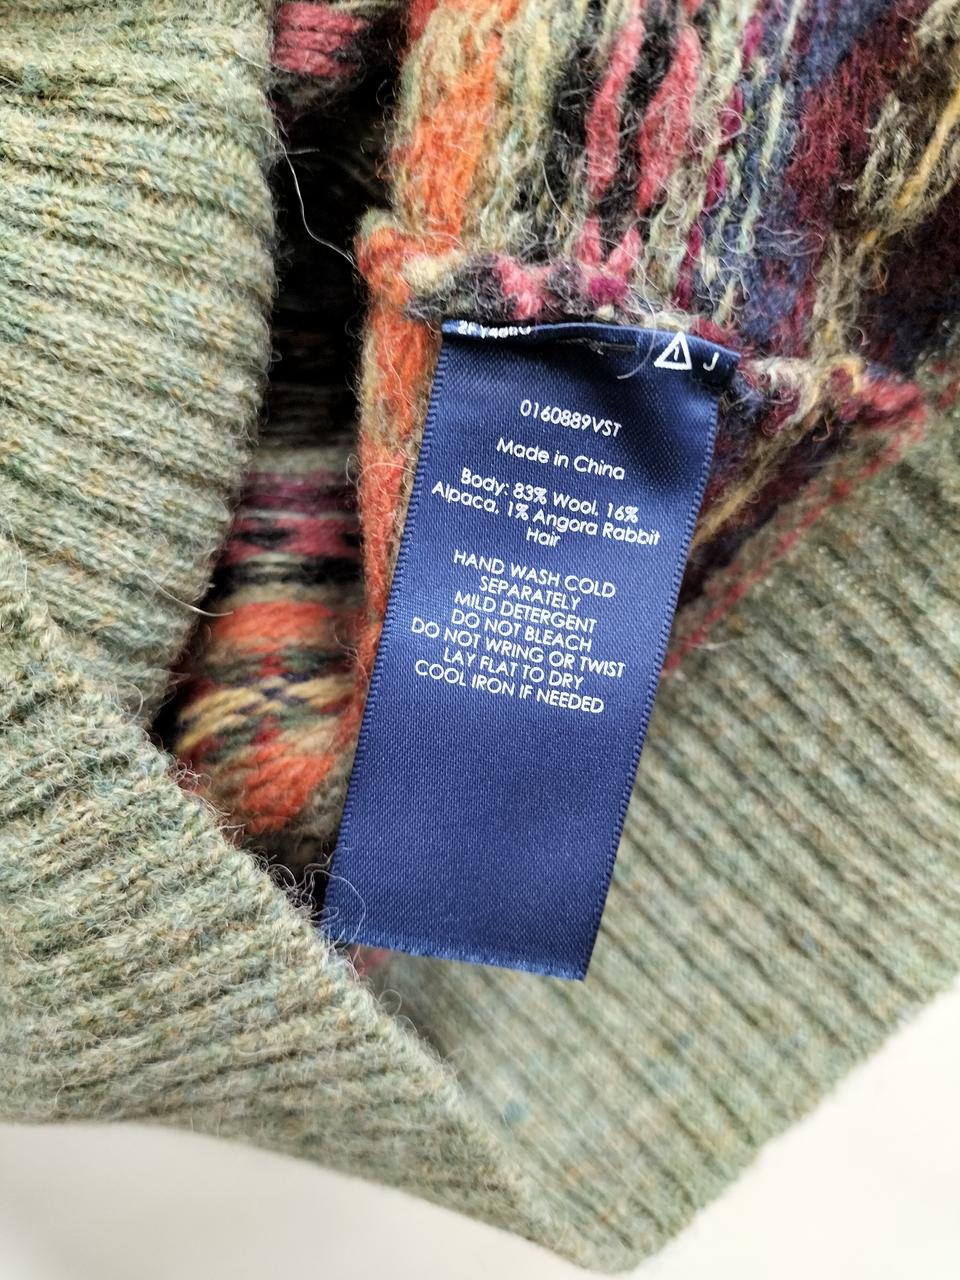 J
0160889VST
Made in China
Body: 83% Wool, 16%
Alpaca, 1% Angora Rabbit
Hair
HAND WASH COLD
SEPARATELY
MILD DETERGENT
DO NOT BLEACH
DO NOT WRING OR TWIST
LAY FLAT TO DRY
COOL IRON IF NEEDED